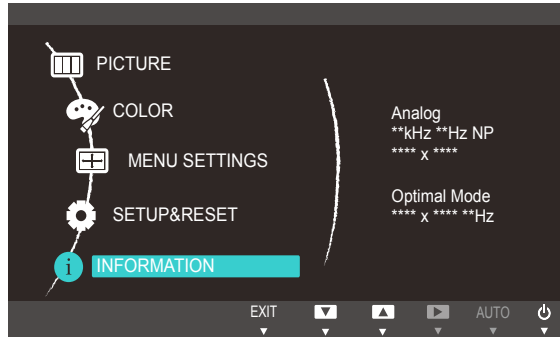 PICTURE
COLOR
MENU SETTINGS
SETUP&RESET
INFORMATION
Analog
**kHz **Hz NP
**** x ****
Optimal Mode
**** x **** **Hz
EXIT
AUTO